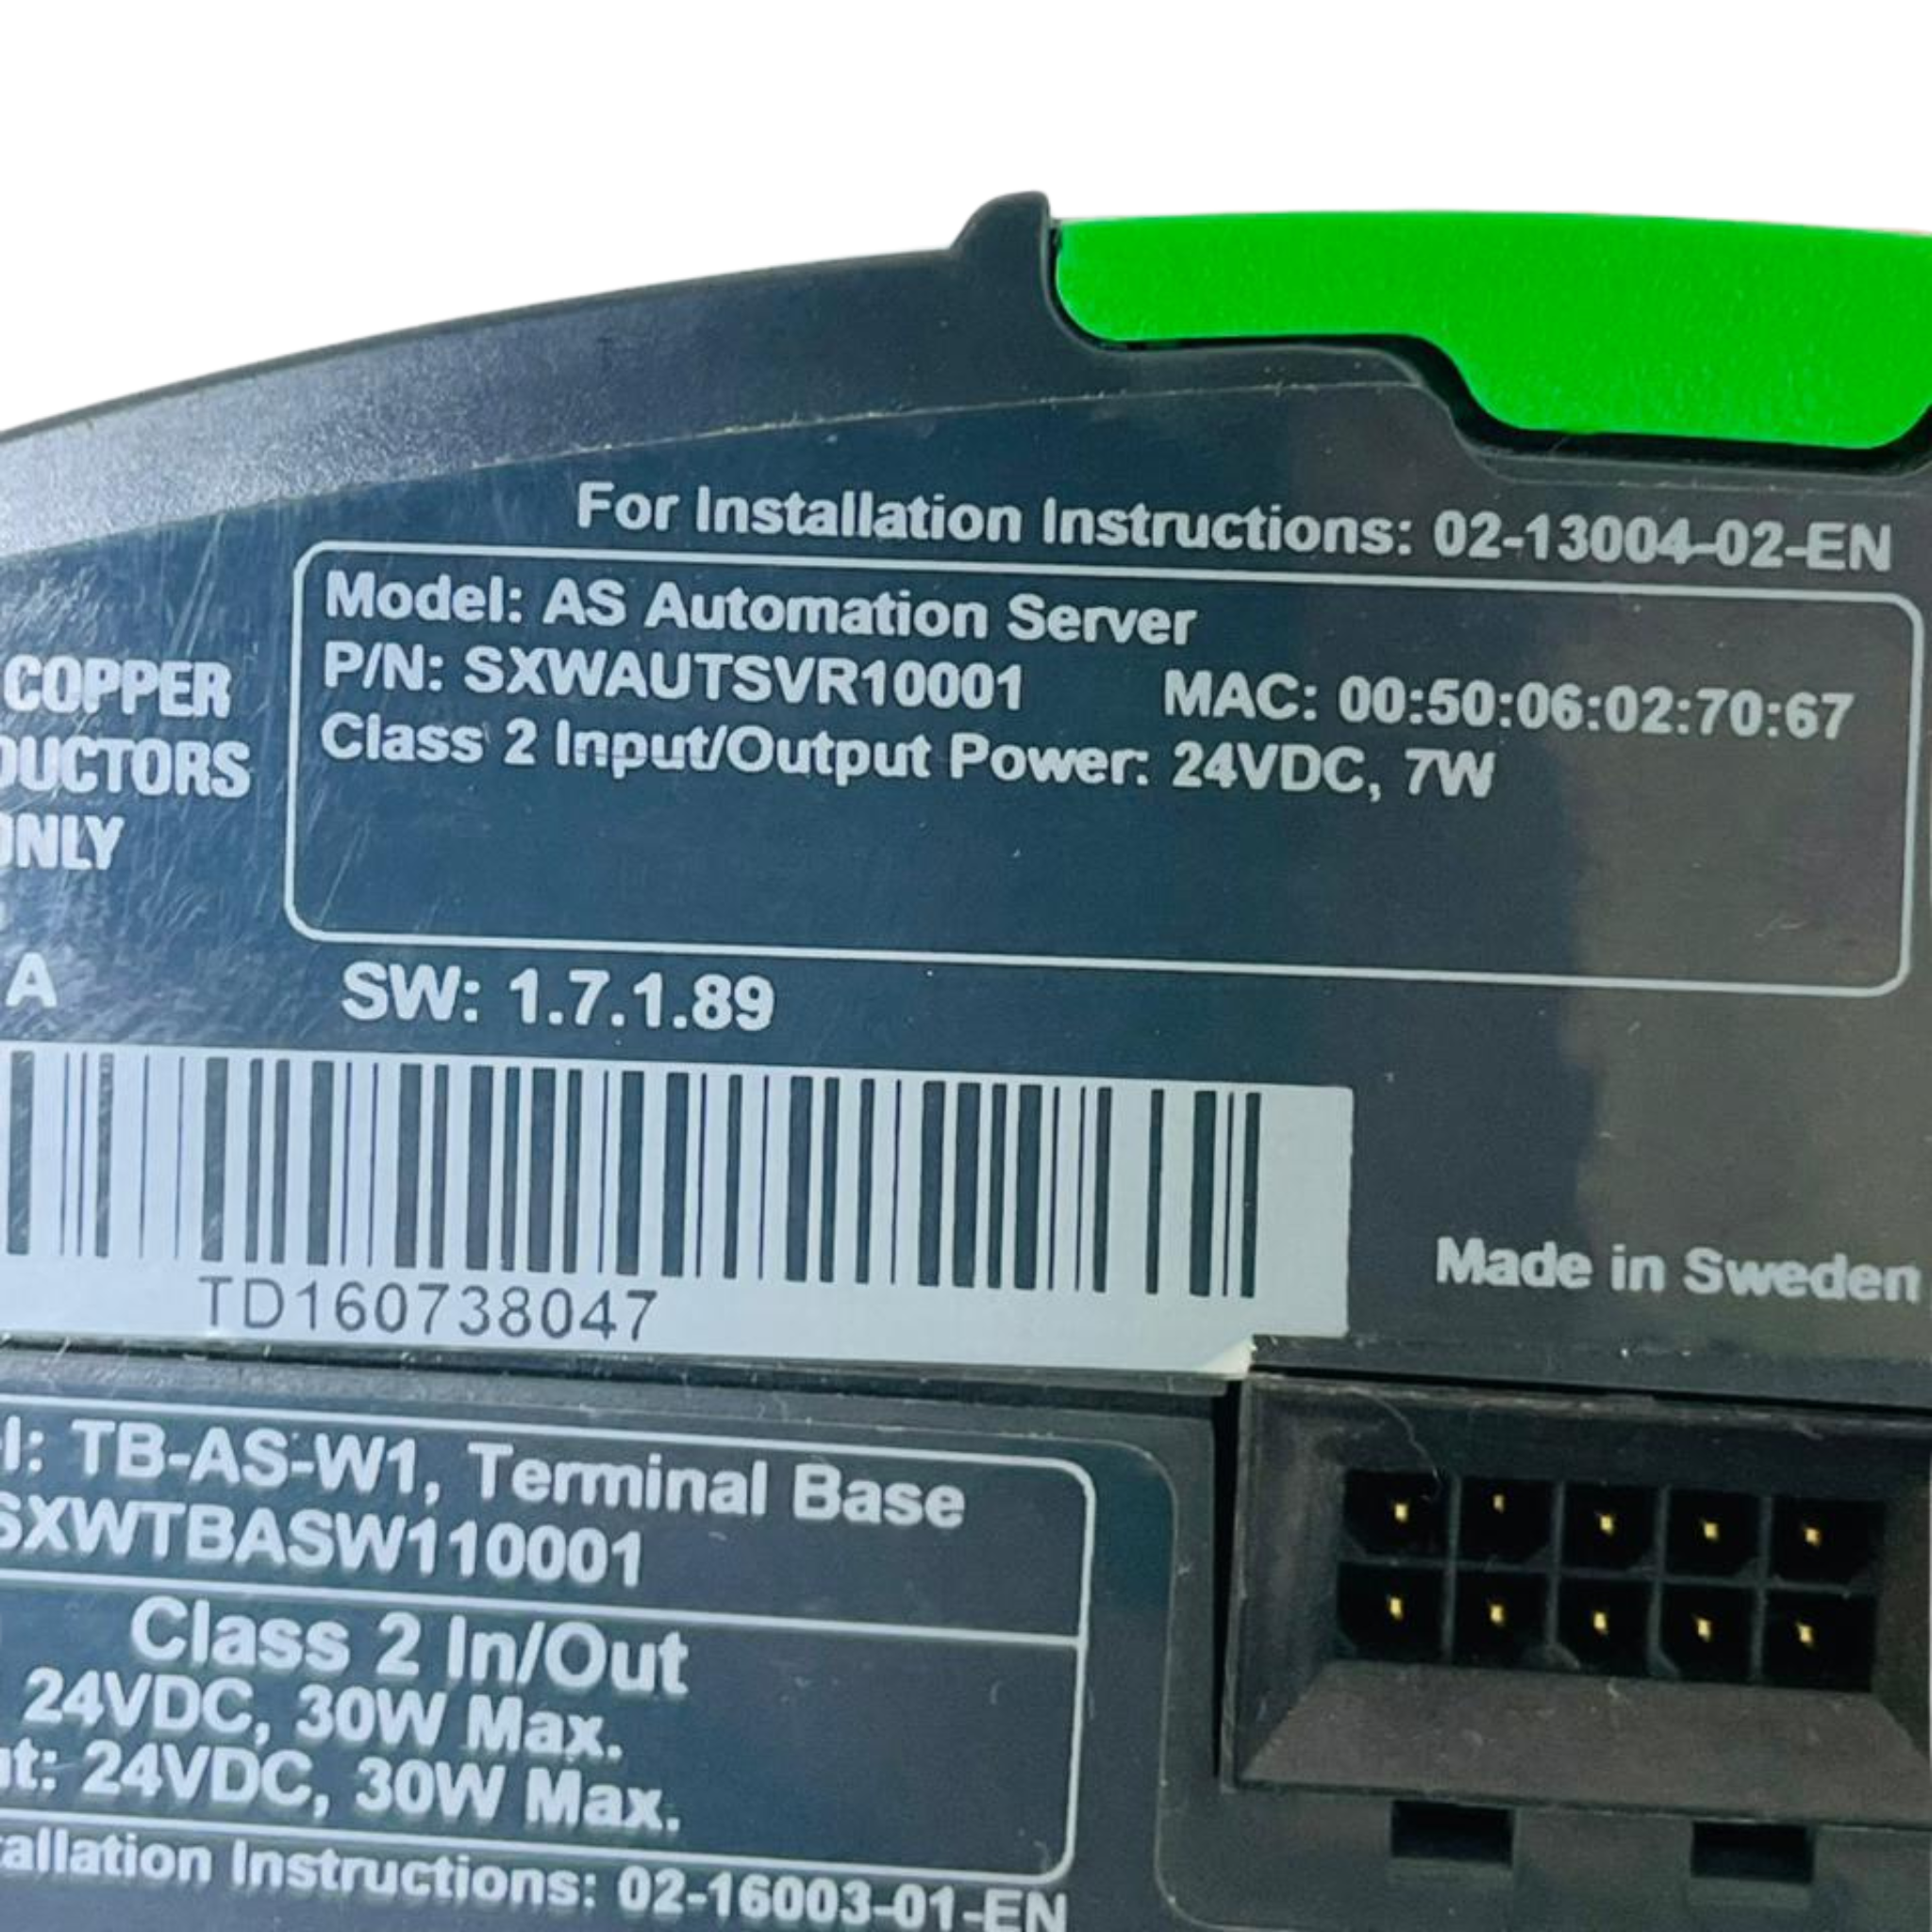 For Installation Instructions: 02-13004-02-EN
Model: AS Automation Server
P/N: SXWAUTSVR10001 MAC: 00:50:06:02:70:67
Class 2 Input/Output Power: 24VDC, 7W
COPPER
DUCTORS
ONLY
A
SW: 1.7.1.89
TD160738047
Made in Sweden
l: TB-AS-W1, Terminal Base
SXWTBASW110001
Class 2 In/Out
24VDC, 30W Max.
ut: 24VDC, 30W Max.
allation Instructions: 02-16003-01-EN